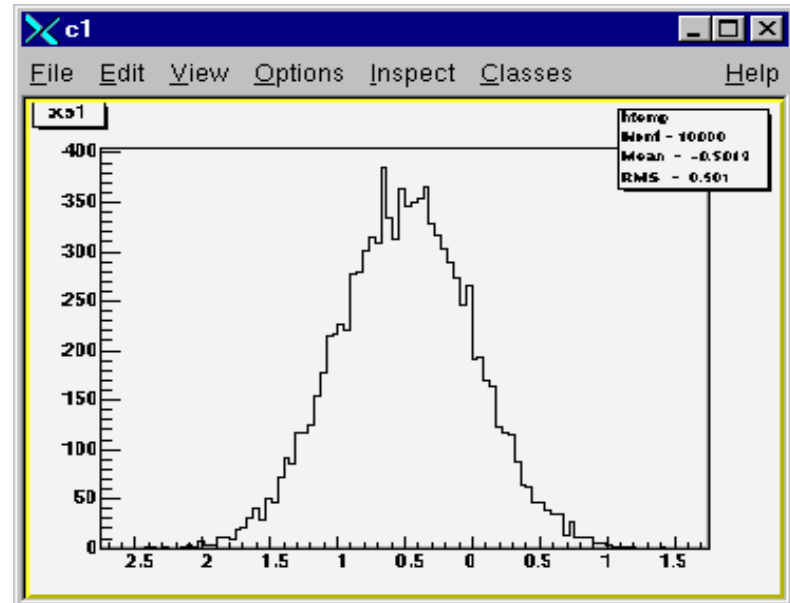 c1
File Edit View Options Inspect Classes Help
xs1
htemp
Nent = 10000
Mean = -0.5019
RMS = 0.501
400
350
300
250
200
150
100
50
0
2.5 2 1.5 1 0.5 0 0.5 1 1.5